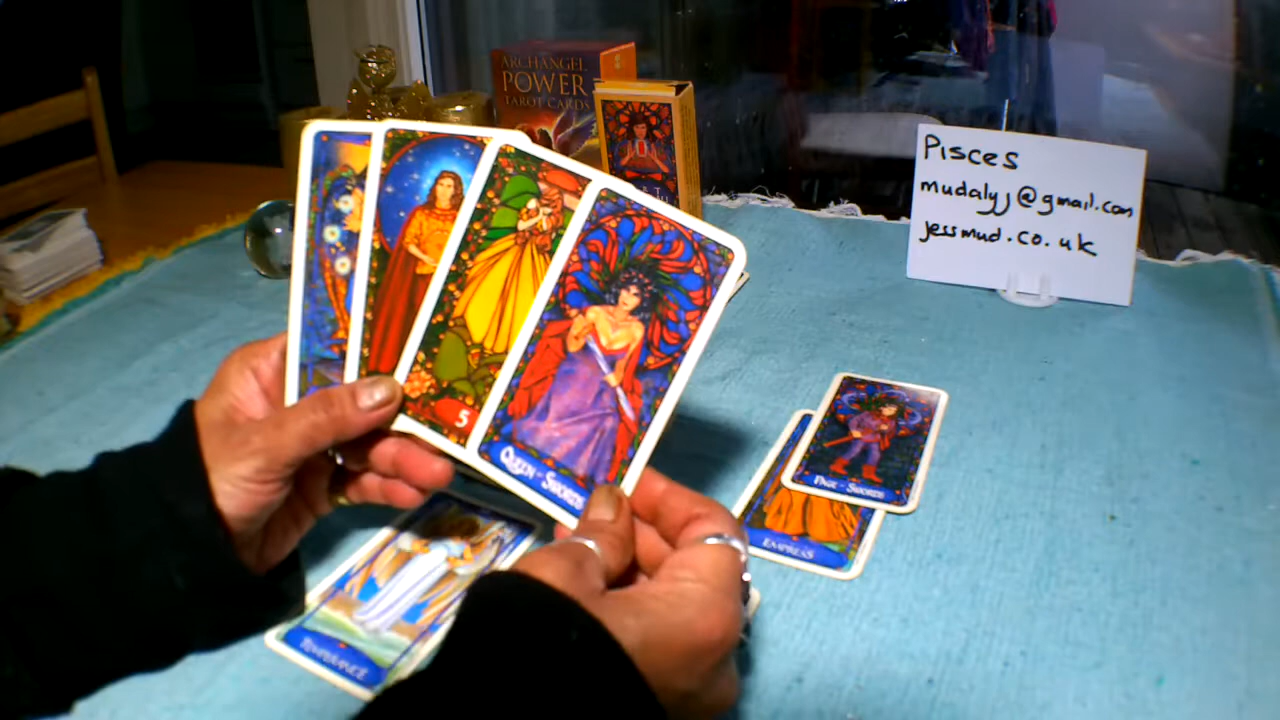 ARCHANGEL
POWER
TAROT CARDS
Pisces
mudalyj@gmail.com
jessmud.co.uk
5
QUEEN - SWORDS
PAGE - SWORDS
EMPRESS
TEMPERANCE